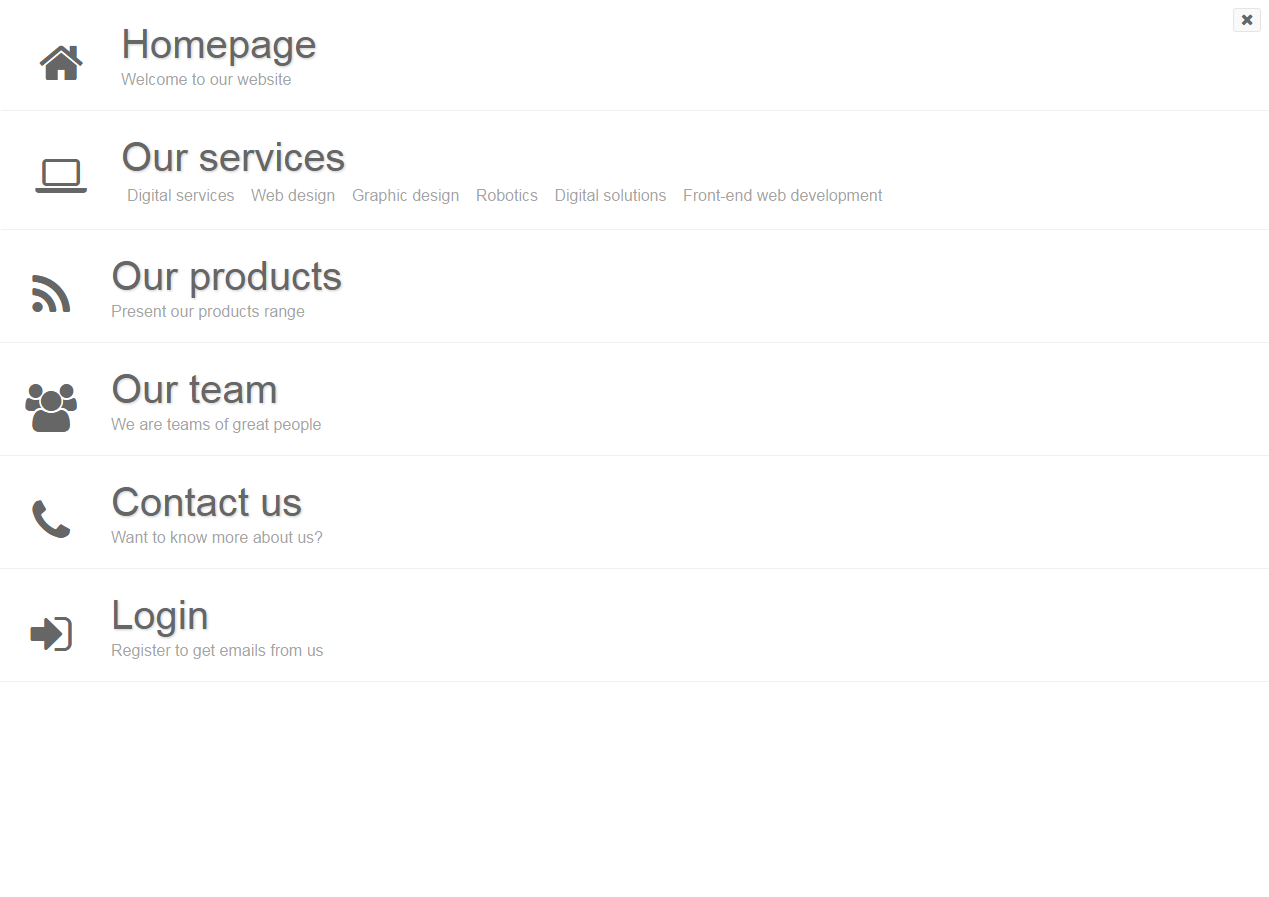 Homepage
Welcome to our website
Our services
Digital services Web design Graphic design Robotics Digital solutions Front-end web development
Our products
Present our products range
Our team
We are teams of great people
Contact us
Want to know more about us?
Login
Register to get emails from us